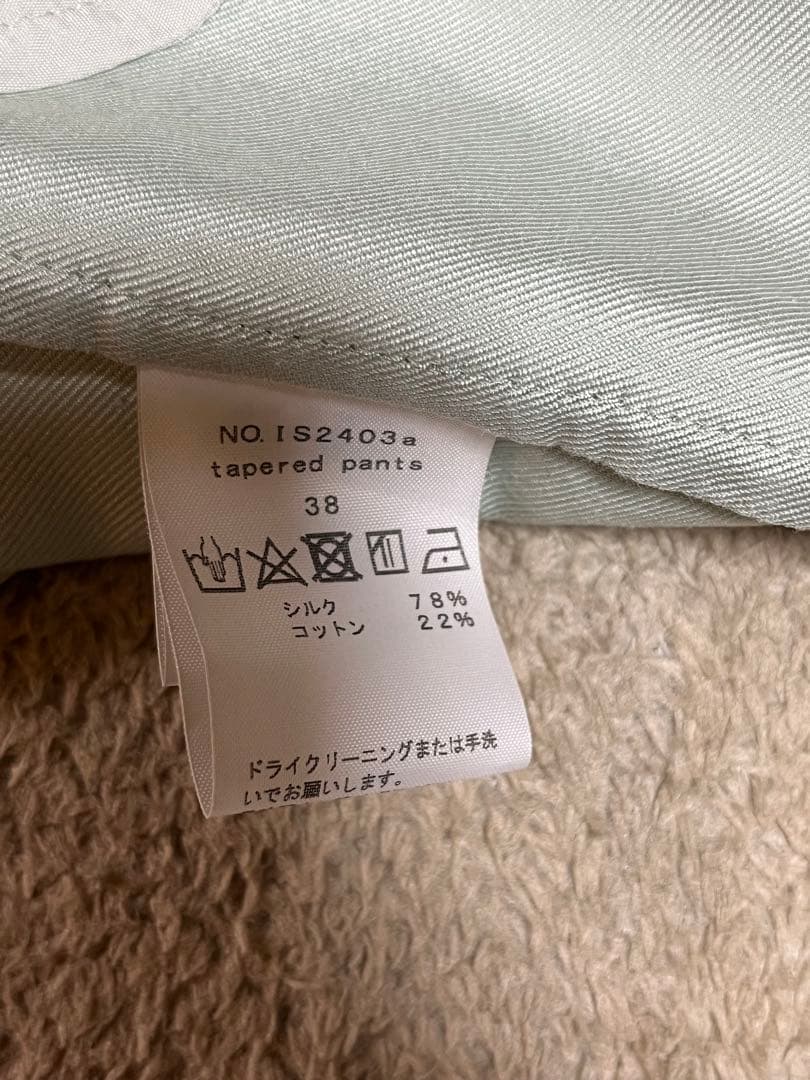 NO. IS2403a
tapered pants
38
シルク 78%
コットン 22%
ドライクリーニングまたは手洗
いでお願いします。